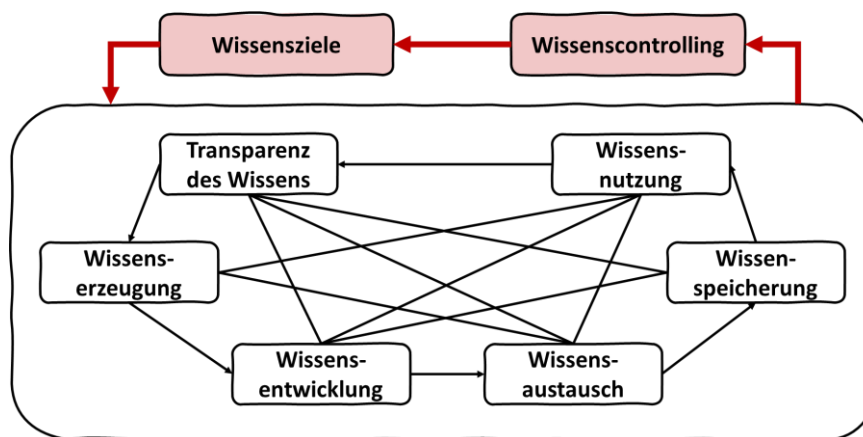 Wissensziele
Wissenscontrolling
Transparenz
des Wissens
Wissens-
nutzung
Wissens-
erzeugung
Wissen-
speicherung
Wissens-
entwicklung
Wissens-
austausch